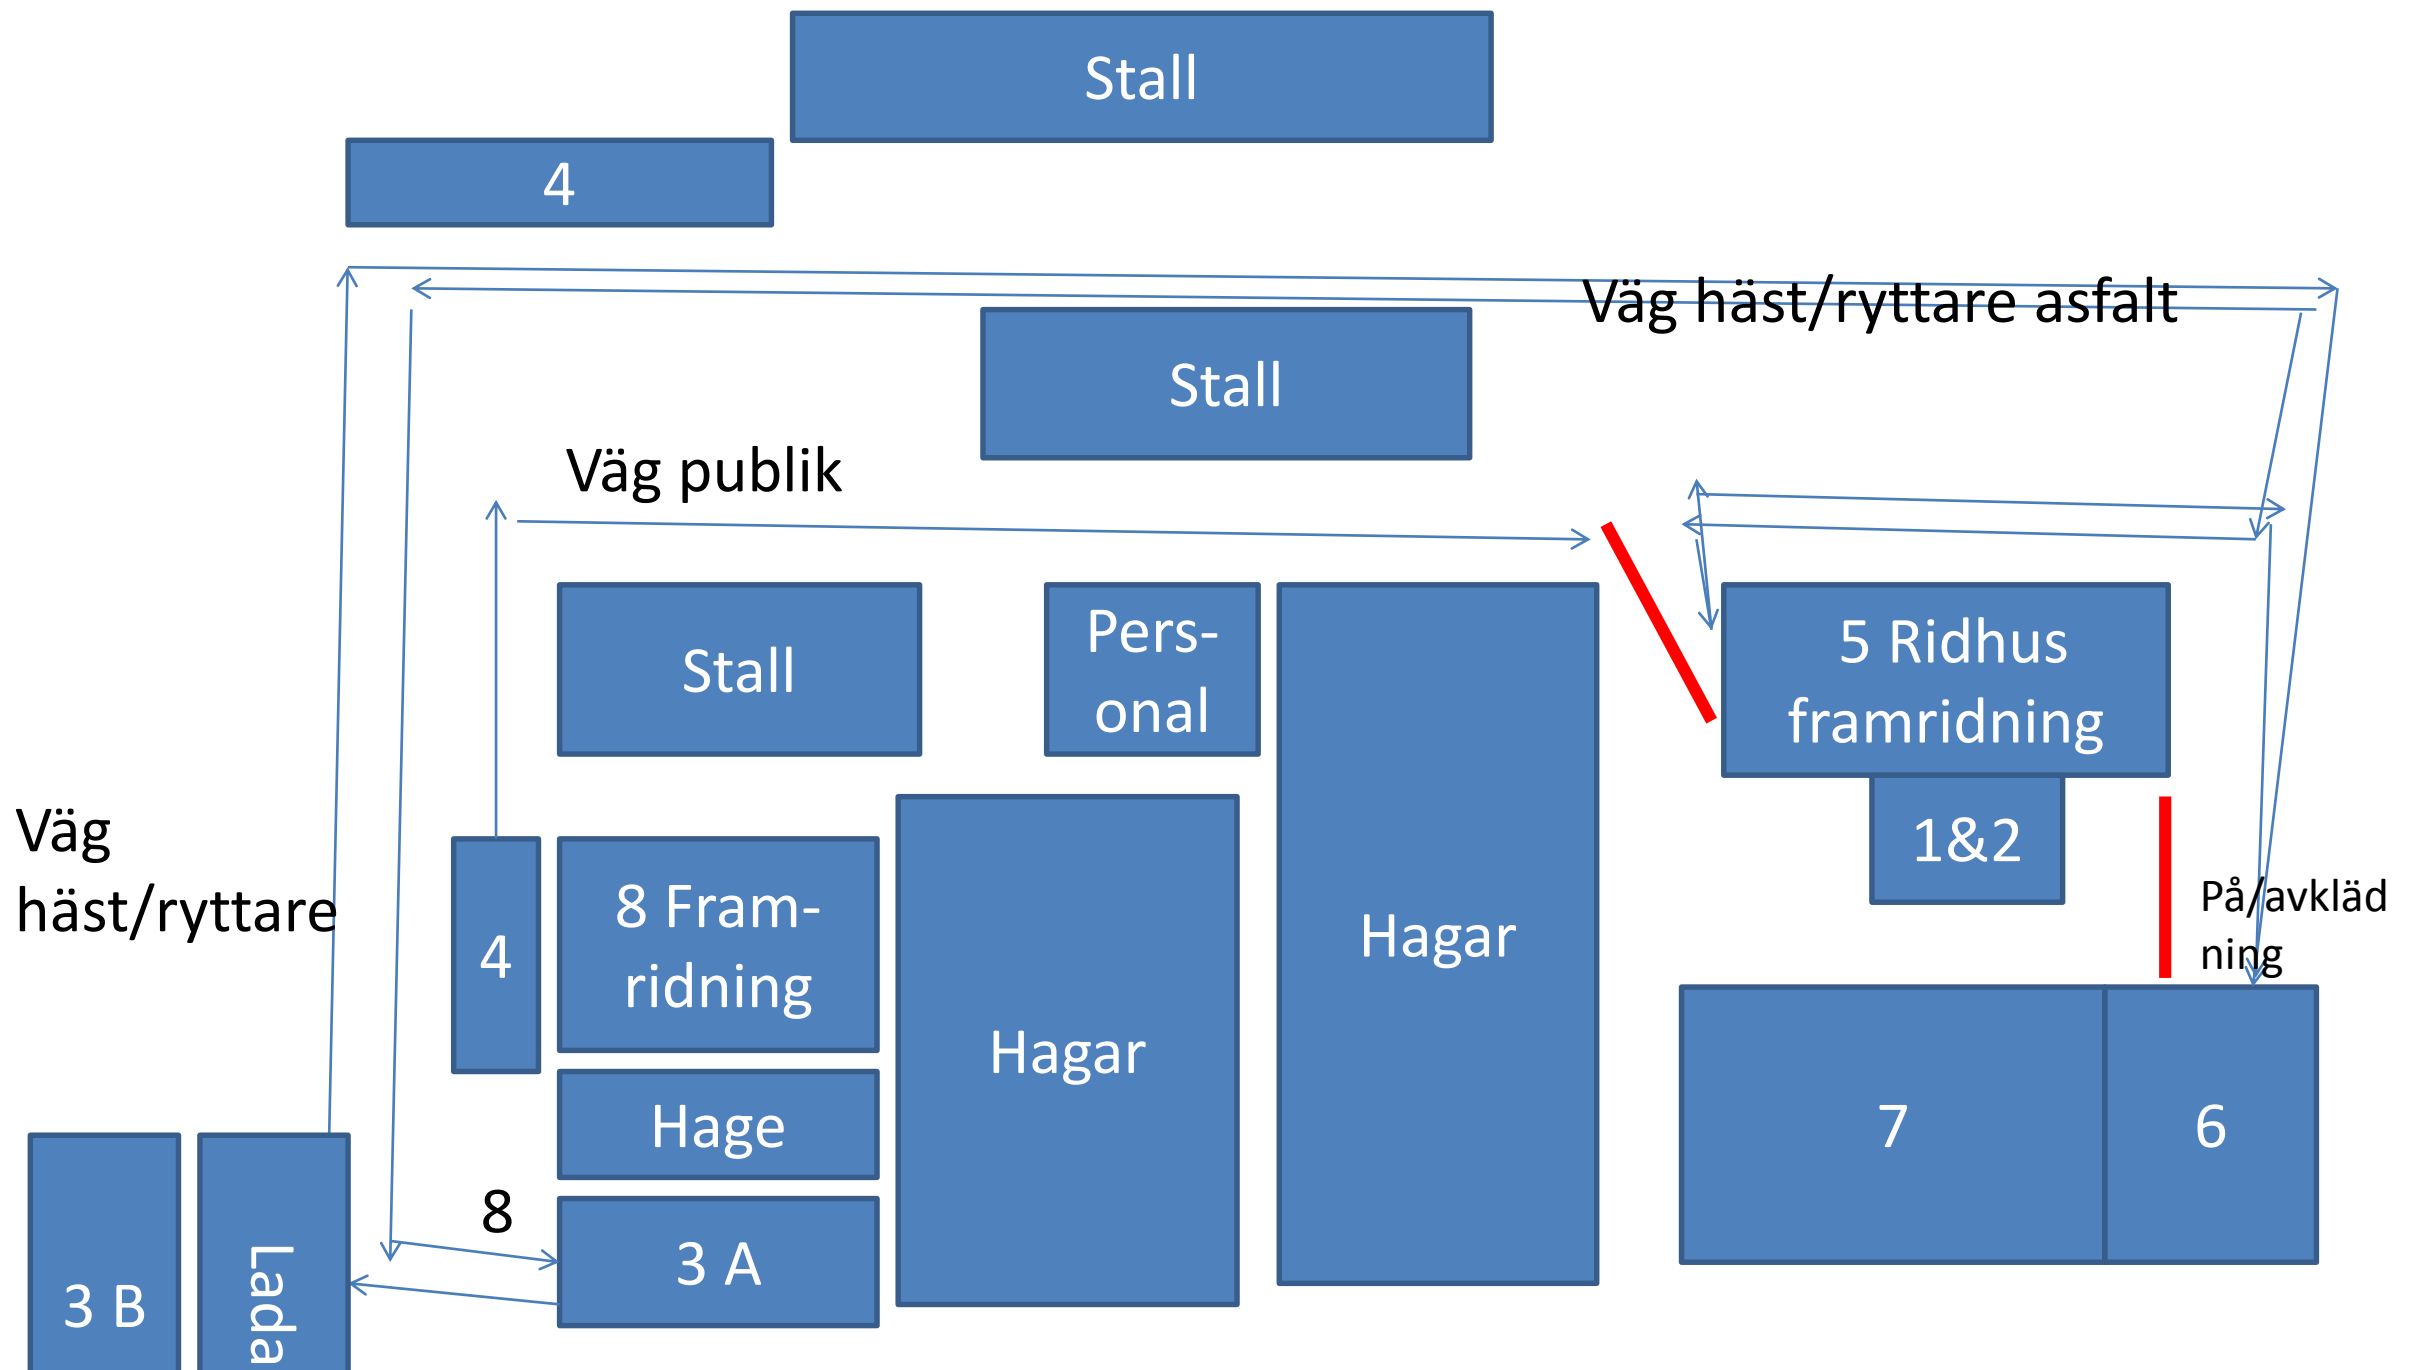 Stall
4
Väg häst/ryttare asfalt
Stall
Väg publik
Stall
Pers-
onal
5 Ridhus
framridning
1&2
Väg
häst/ryttare
4
8 Fram-
ridning
Hagar
Hagar
På/avkläd
ning
Hage
7
6
8
3 A
3 B
Lada